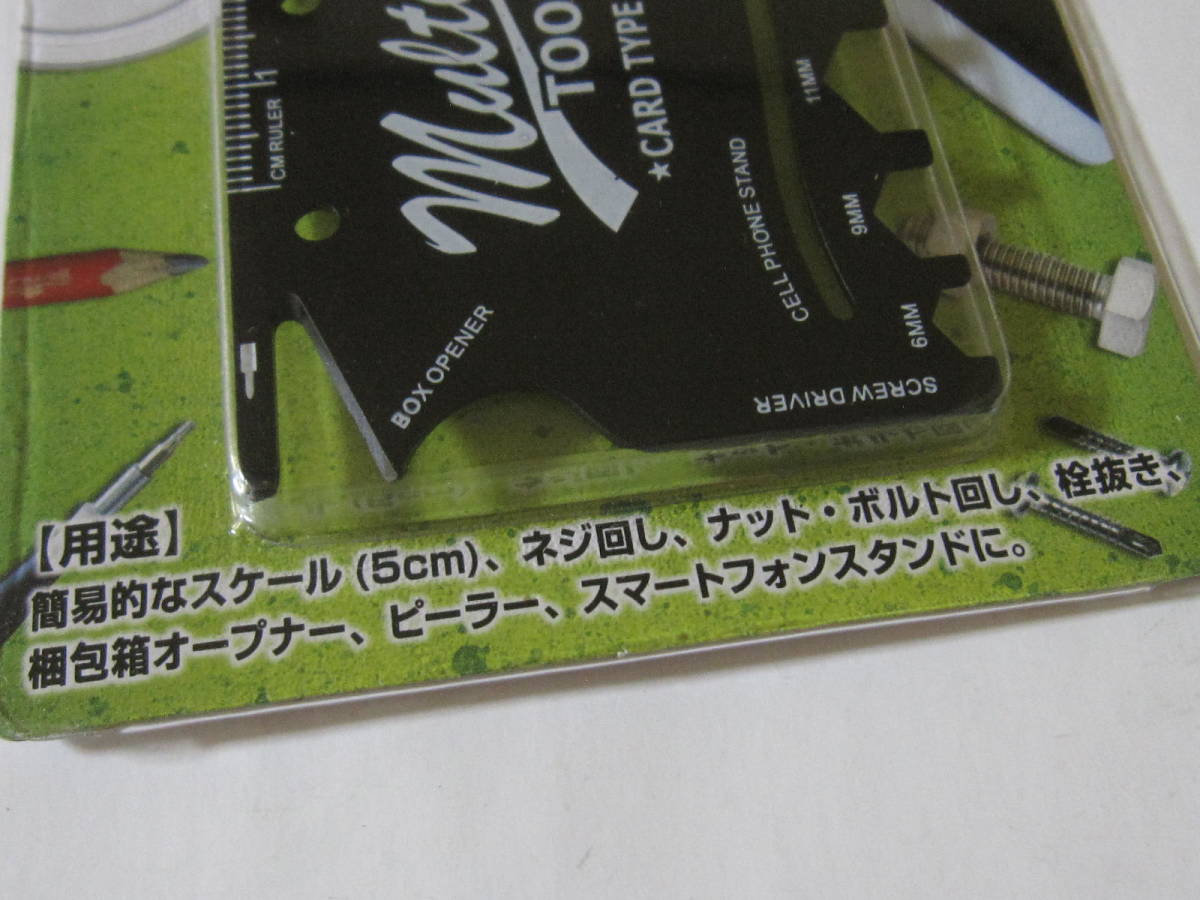 Multi
TOO
★CARD TYPE
1
CM RULER
11MM
9MM
6MM
CELL PHONE STAND
BOX OPENER
SCREW DRIVER
【用途】
簡易的なスケール(5cm)、ネジ回し、ナット・ボルト回し、栓抜き、
梱包箱オープナー、ピーラー、スマートフォンスタンドに。